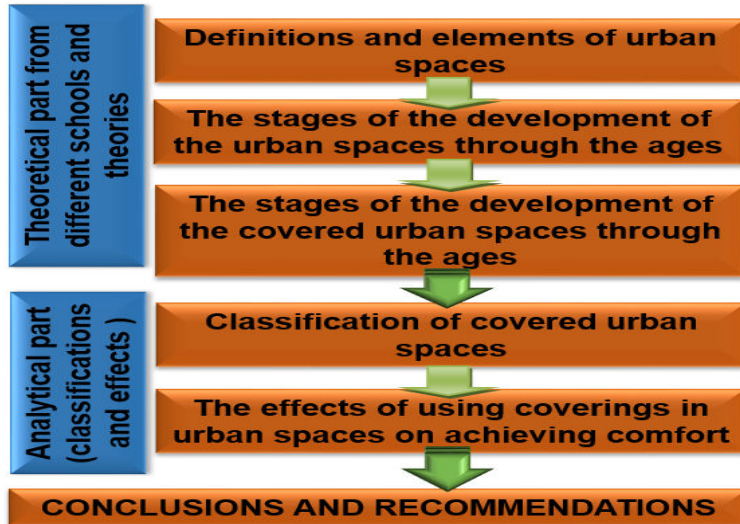 Theoretical part from
different schools and
theories
Definitions and elements of urban
spaces
The stages of the development of
the urban spaces through the ages
The stages of the development of
the covered urban spaces through
the ages
Analytical part
(classifications
and effects )
Classification of covered urban
spaces
The effects of using coverings in
urban spaces on achieving comfort
CONCLUSIONS AND RECOMMENDATIONS